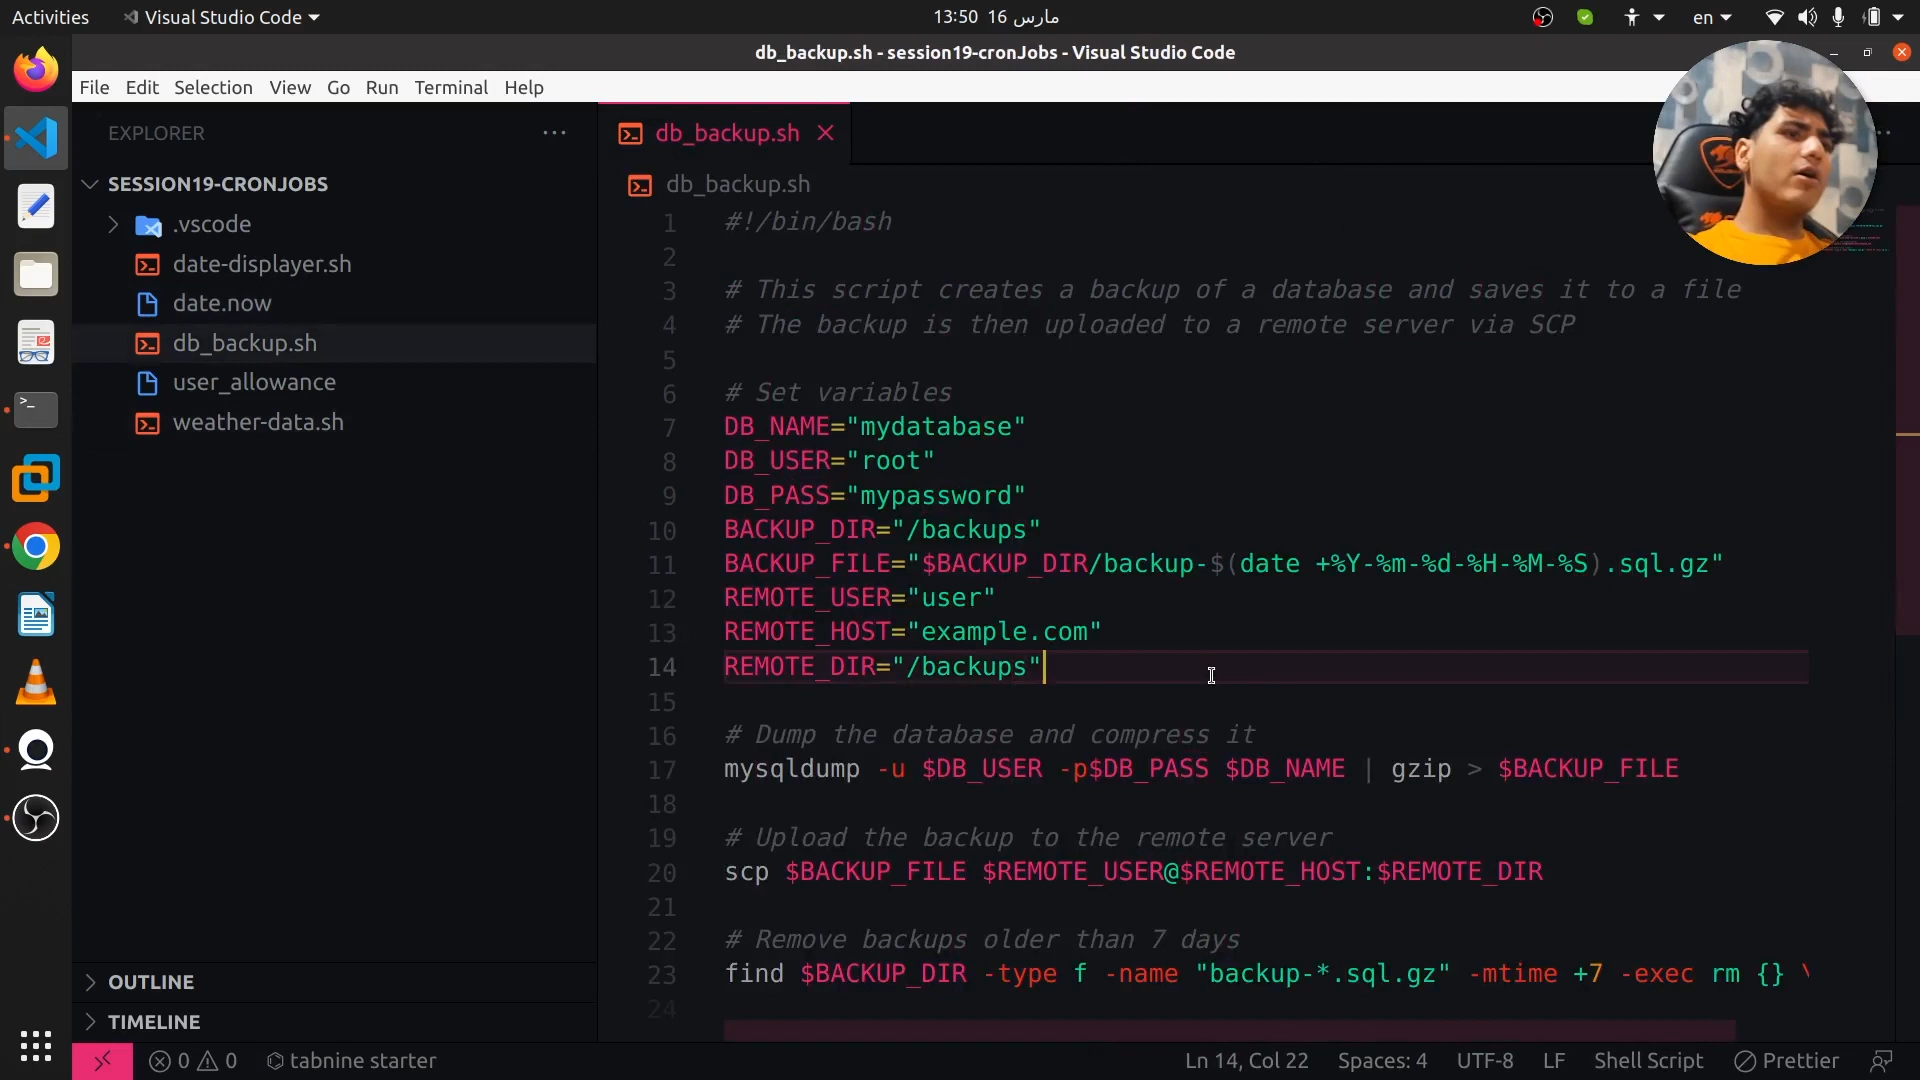 Activities
Visual Studio Code
13:50 16 مارس
en
db_backup.sh - session19-cronJobs - Visual Studio Code
File Edit Selection View Go Run Terminal Help
EXPLORER
SESSION19-CRONJOBS
.vscode
date-displayer.sh
date.now
db_backup.sh
user_allowance
weather-data.sh
OUTLINE
TIMELINE
db_backup.sh
db_backup.sh
1 #!/bin/bash
2
3 # This script creates a backup of a database and saves it to a file
4 # The backup is then uploaded to a remote server via SCP
5
6 # Set variables
7 DB_NAME="mydatabase"
8 DB_USER="root"
9 DB_PASS="mypassword"
10 BACKUP_DIR="/backups"
11 BACKUP_FILE="$BACKUP_DIR/backup-$(date +%Y-%m-%d-%H-%M-%S).sql.gz"
12 REMOTE_USER="user"
13 REMOTE_HOST="example.com"
14 REMOTE_DIR="/backups"
15
16 # Dump the database and compress it
17 mysqldump -u $DB_USER -p$DB_PASS $DB_NAME | gzip > $BACKUP_FILE
18
19 # Upload the backup to the remote server
20 scp $BACKUP_FILE $REMOTE_USER@$REMOTE_HOST:$REMOTE_DIR
21
22 # Remove backups older than 7 days
23 find $BACKUP_DIR -type f -name "backup-*.sql.gz" -mtime +7 -exec rm {} \
24
0 0 tabnine starter
Ln 14, Col 22 Spaces: 4 UTF-8 LF Shell Script Prettier